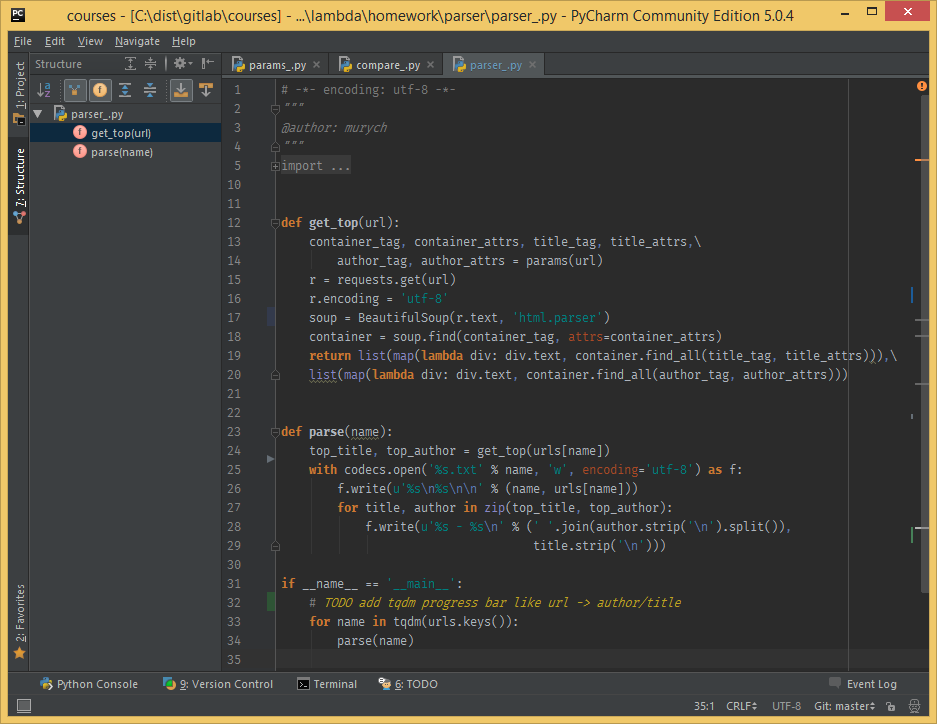 courses - [C:\dist\gitlab\courses] - ...\lambda\homework\parser\parser_.py - PyCharm Community Edition 5.0.4
File Edit View Navigate Help
Structure
params_.py compare_.py parser_.py
1: Project
7: Structure
2: Favorites
parser_.py
get_top(url)
parse(name)
1 # -*- encoding: utf-8 -*-
2 """
3 @author: murych
4 """
5 import ...
10
11
12 def get_top(url):
13 container_tag, container_attrs, title_tag, title_attrs,\
14 author_tag, author_attrs = params(url)
15 r = requests.get(url)
16 r.encoding = 'utf-8'
17 soup = BeautifulSoup(r.text, 'html.parser')
18 container = soup.find(container_tag, attrs=container_attrs)
19 return list(map(lambda div: div.text, container.find_all(title_tag, title_attrs))),\
20 list(map(lambda div: div.text, container.find_all(author_tag, author_attrs)))
21
22
23 def parse(name):
24 top_title, top_author = get_top(urls[name])
25 with codecs.open('%s.txt' % name, 'w', encoding='utf-8') as f:
26 f.write(u'%s\n%s\n\n' % (name, urls[name]))
27 for title, author in zip(top_title, top_author):
28 f.write(u'%s - %s\n' % (' '.join(author.strip('\n').split()),
29 title.strip('\n')))
30
31 if __name__ == '__main__':
32 # TODO add tqdm progress bar like url -> author/title
33 for name in tqdm(urls.keys()):
34 parse(name)
35
Python Console 9: Version Control Terminal 6: TODO Event Log
35:1 CRLF UTF-8 Git: master